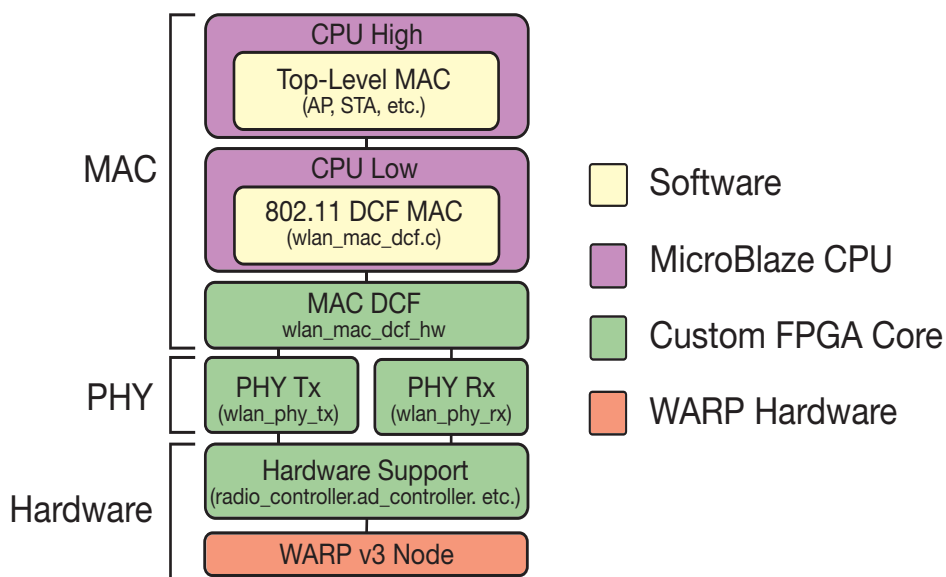 CPU High
Top-Level MAC
(AP, STA, etc.)
MAC
CPU Low
802.11 DCF MAC
(wlan_mac_dcf.c)
MAC DCF
wlan_mac_dcf_hw
PHY
PHY Tx
(wlan_phy_tx)
PHY Rx
(wlan_phy_rx)
Hardware
Hardware Support
(radio_controller.ad_controller. etc.)
WARP v3 Node
Software
MicroBlaze CPU
Custom FPGA Core
WARP Hardware